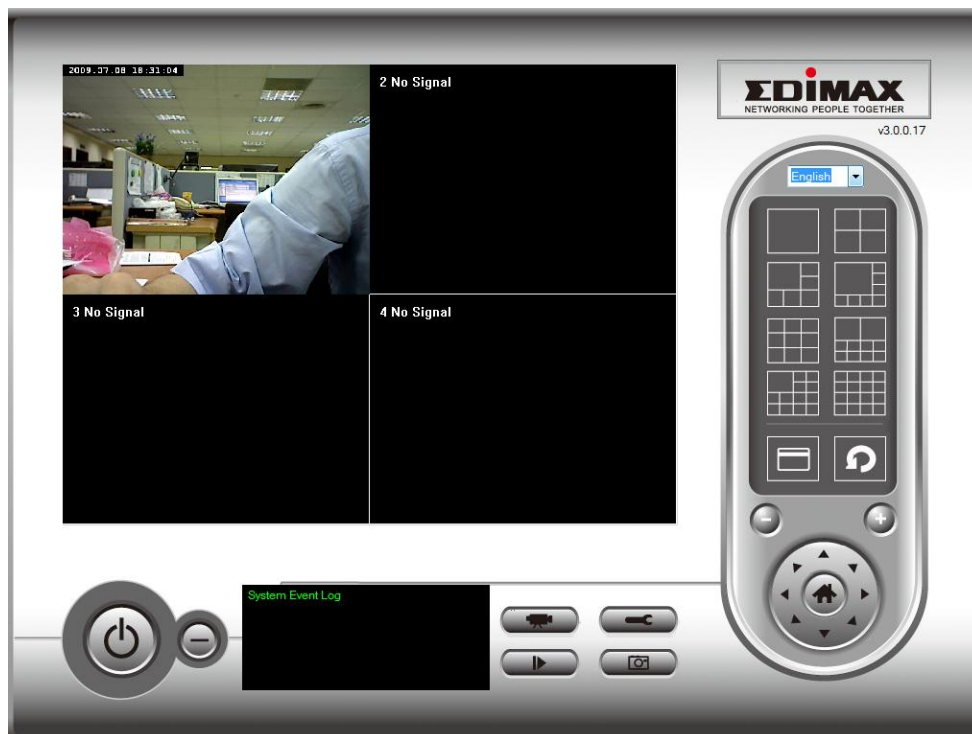 2009.07.08 18:31:04
2 No Signal
3 No Signal
4 No Signal
EDIMAX
NETWORKING PEOPLE TOGETHER
v3.0.0.17
English
System Event Log